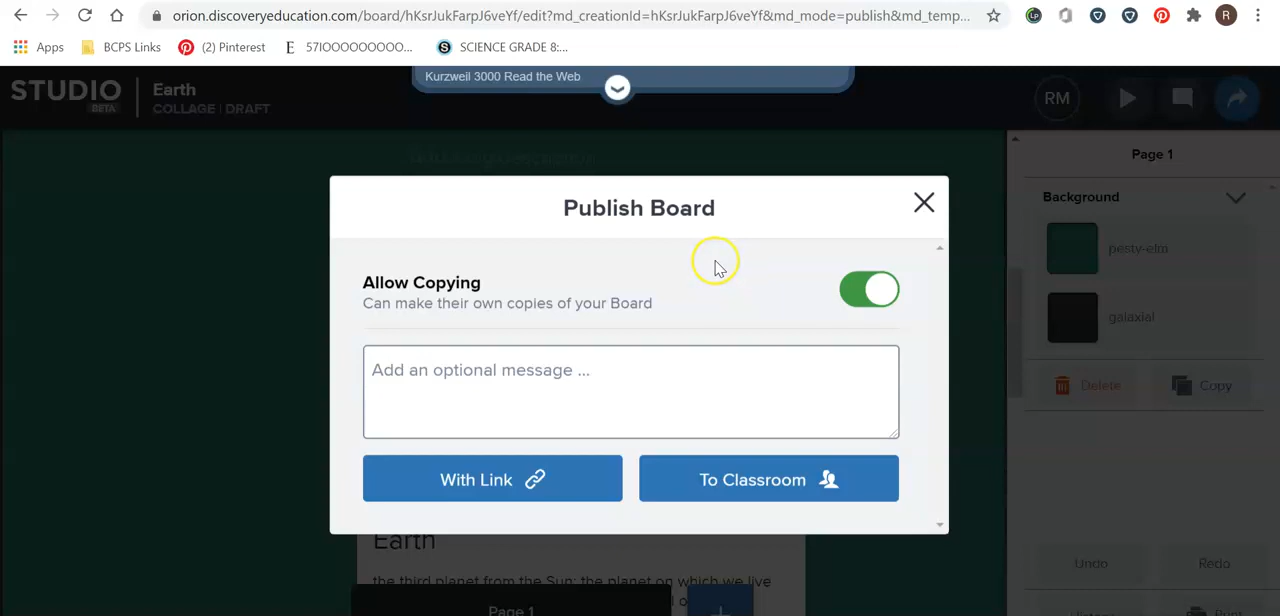 orion.discoveryeducation.com/board/hKsrJukFarpJ6veYf/edit?md_creationId=hKsrJukFarpJ6veYf&md_mode=publish&md_temp...
R
Apps
BCPS Links
(2) Pinterest
E 57IOOOOOOOOO...
S SCIENCE GRADE 8:...
Kurzweil 3000 Read the Web
STUDIO
BETA
Earth
COLLAGE | DRAFT
RM
Page 1
Background
pesty-elm
galaxial
Delete
Copy
Undo
Redo
History
Print
Publish Board
Allow Copying
Can make their own copies of your Board
Add an optional message ...
With Link
To Classroom
Earth
the third planet from the Sun; the planet on which we live
Page 1